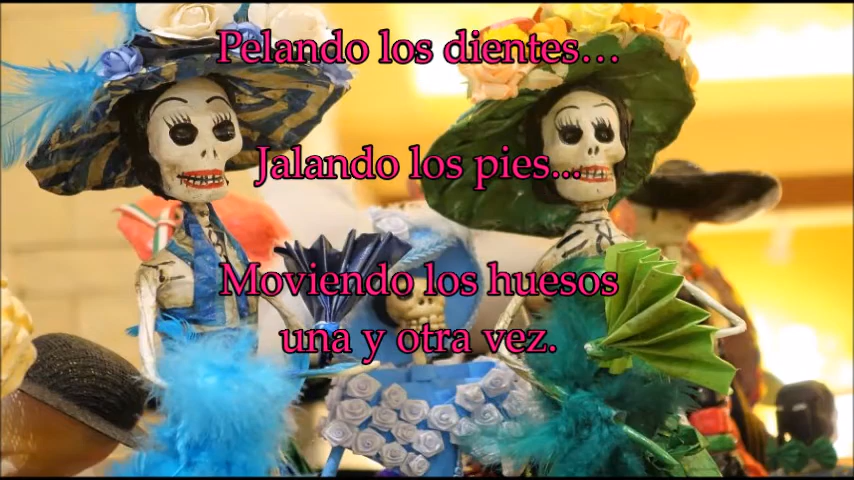 Pelando los dientes…
Jalando los pies...
Moviendo los huesos
una y otra vez.